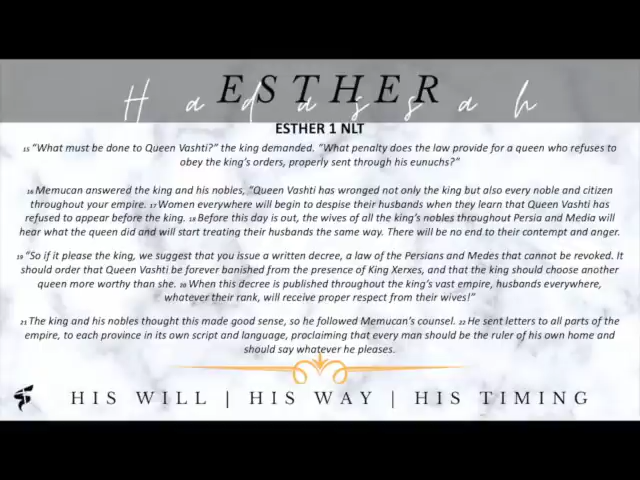 ESTHER
Hadassah
ESTHER 1 NLT
15 “What must be done to Queen Vashti?” the king demanded. “What penalty does the law provide for a queen who refuses to
obey the king’s orders, properly sent through his eunuchs?”
16 Memucan answered the king and his nobles, “Queen Vashti has wronged not only the king but also every noble and citizen
throughout your empire. 17 Women everywhere will begin to despise their husbands when they learn that Queen Vashti has
refused to appear before the king. 18 Before this day is out, the wives of all the king’s nobles throughout Persia and Media will
hear what the queen did and will start treating their husbands the same way. There will be no end to their contempt and anger.
19 “So if it please the king, we suggest that you issue a written decree, a law of the Persians and Medes that cannot be revoked. It
should order that Queen Vashti be forever banished from the presence of King Xerxes, and that the king should choose another
queen more worthy than she. 20 When this decree is published throughout the king’s vast empire, husbands everywhere,
whatever their rank, will receive proper respect from their wives!”
21 The king and his nobles thought this made good sense, so he followed Memucan’s counsel. 22 He sent letters to all parts of the
empire, to each province in its own script and language, proclaiming that every man should be the ruler of his own home and
should say whatever he pleases.
HIS WILL | HIS WAY | HIS TIMING